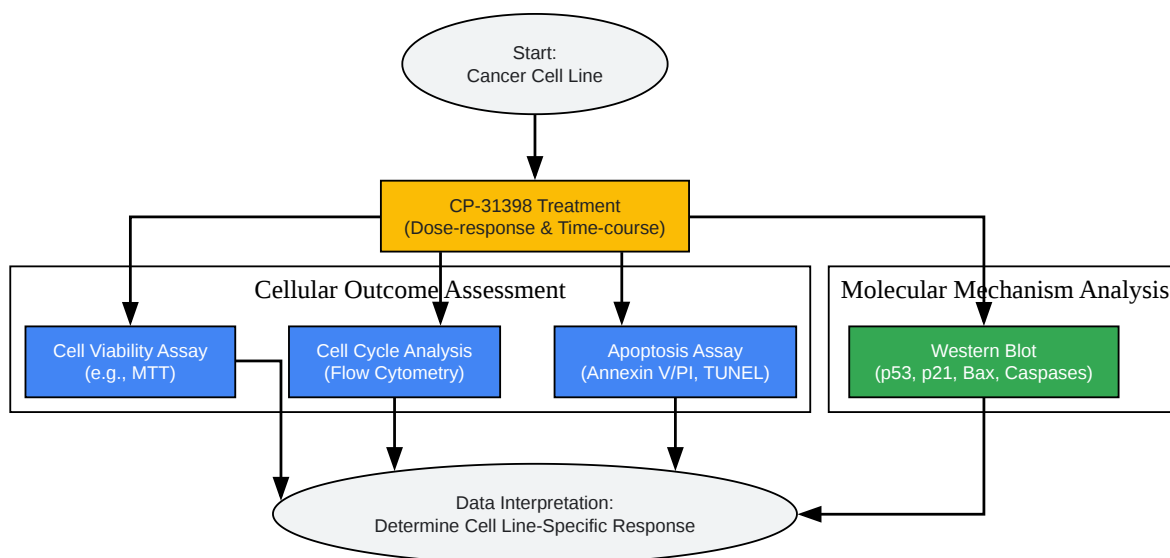 Start:
Cancer Cell Line
CP-31398 Treatment
(Dose-response & Time-course)
Cellular Outcome Assessment
Molecular Mechanism Analysis
Cell Viability Assay
(e.g., MTT)
Cell Cycle Analysis
(Flow Cytometry)
Apoptosis Assay
(Annexin V/PI, TUNEL)
Western Blot
(p53, p21, Bax, Caspases)
Data Interpretation:
Determine Cell Line-Specific Response